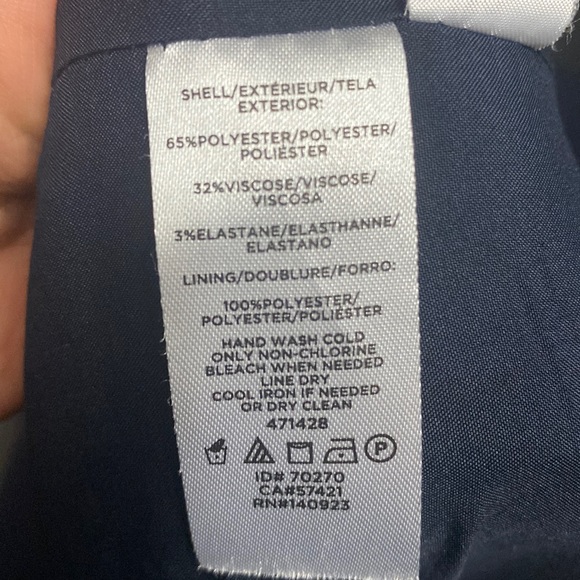 SHELL/EXTÉRIEUR/TELA
EXTERIOR:
65%POLYESTER/POLYESTER/
POLIÉSTER
32%VISCOSE/VISCOSE/
VISCOSA
3%ELASTANE/ELASTHANNE/
ELASTANO
LINING/DOUBLURE/FORRO:
100%POLYESTER/
POLYESTER/POLIÉSTER
HAND WASH COLD
ONLY NON-CHLORINE
BLEACH WHEN NEEDED
LINE DRY
COOL IRON IF NEEDED
OR DRY CLEAN
471428
P
ID# 70270
CA#57421
RN#140923